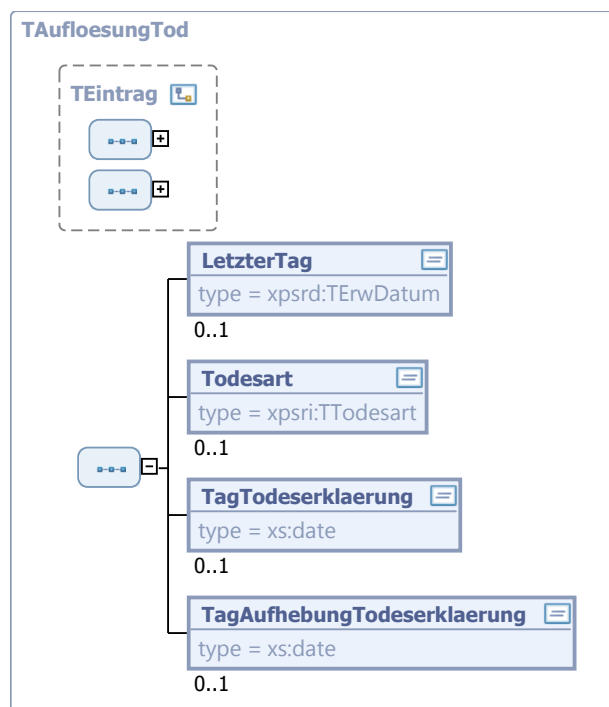 TAufloesungTod
TEintrag
LetzterTag
type = xpsrd:TErwDatum
0..1
Todesart
type = xpsri:TTodesart
0..1
TagTodeserklaerung
type = xs:date
0..1
TagAufhebungTodeserklaerung
type = xs:date
0..1